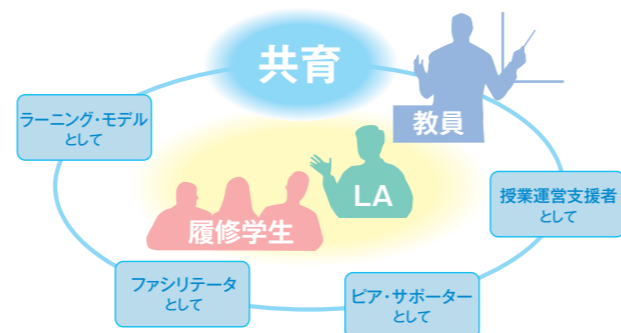 共育
教員
ラーニング・モデル
として
LA
授業運営支援者
として
履修学生
ファシリテータ
として
ピア・サポーター
として